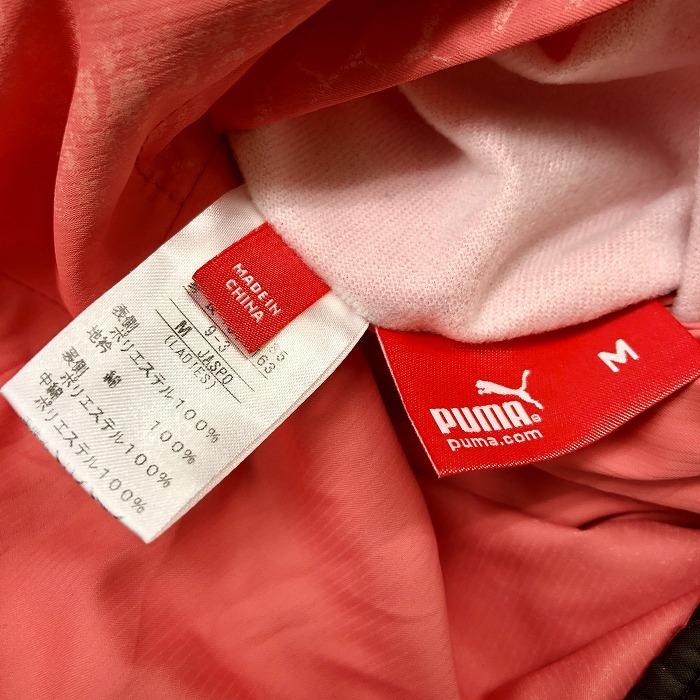 MADE IN
CHINA
85
9-3 63
M JASPO
(LADIES)
表側
ポリエステル100%
地衿
綿 100%
裏側
ポリエステル100%
中綿
ポリエステル100%
M
PUMA®
puma.com